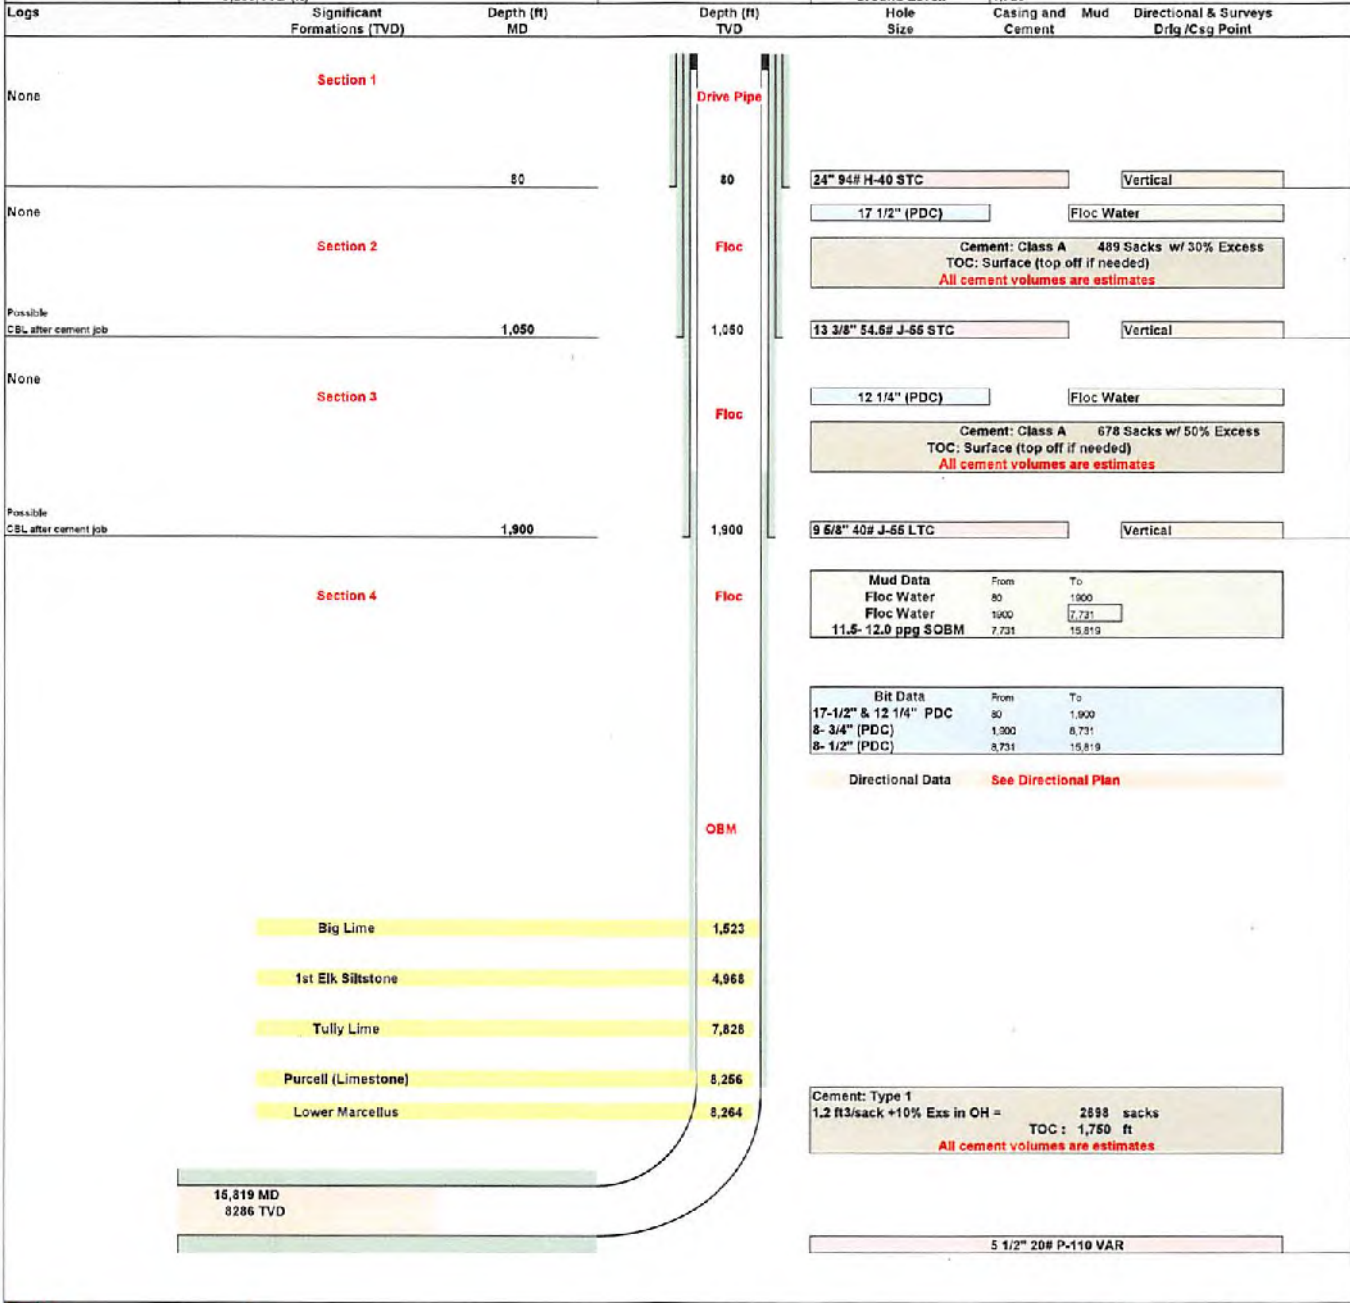 Logs Significant Depth (ft) Depth (ft) Hole Casing and Mud Directional & Surveys
Formations (TVD) MD TVD Size Cement Drlg /Csg Point
Section 1
None
Drive Pipe
80 80 24" 94# H-40 STC Vertical
None 17 1/2" (PDC) Floc Water
Section 2 Floc
Cement: Class A 489 Sacks w/ 30% Excess
TOC: Surface (top off if needed)
All cement volumes are estimates
Possible
CBL after cement job 1,050 1,050 13 3/8" 54.5# J-55 STC Vertical
None
Section 3 12 1/4" (PDC) Floc Water
Floc
Cement: Class A 678 Sacks w/ 50% Excess
TOC: Surface (top off if needed)
All cement volumes are estimates
Possible
CBL after cement job 1,900 1,900 9 5/8" 40# J-55 LTC Vertical
Mud Data From To
Section 4 Floc
Floc Water 80 1900
Floc Water 1900 7,731
11.5- 12.0 ppg SOBM 7,731 15,819
Bit Data From To
17-1/2" & 12 1/4" PDC 80 1,900
8- 3/4" (PDC) 1,900 8,731
8- 1/2" (PDC) 8,731 15,819
Directional Data See Directional Plan
OBM
Big Lime 1,523
1st Elk Siltstone 4,968
Tully Lime 7,828
Purcell (Limestone) 8,256
Lower Marcellus 8,264
Cement: Type 1
1.2 ft3/sack +10% Exs in OH = 2698 sacks
TOC : 1,750 ft
All cement volumes are estimates
15,819 MD
8286 TVD
5 1/2" 20# P-110 VAR